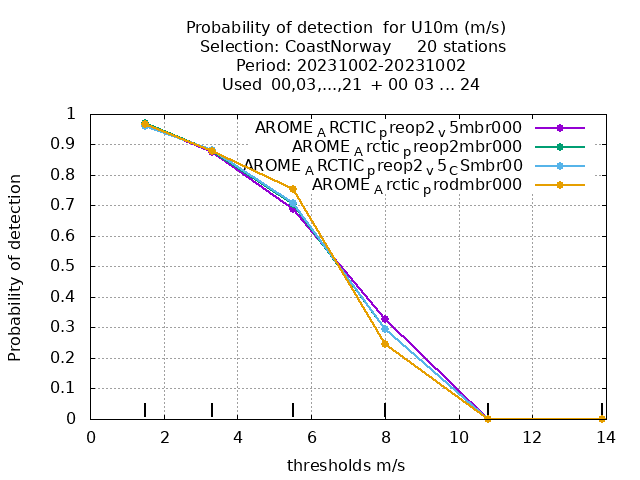 Probability of detection  for U10m (m/s)
Selection: CoastNorway     20 stations
Period: 20231002-20231002
Used  00,03,...,21  + 00 03 ... 24
AROME_ARCTIC_preop2_v5mbr000
AROME_Arctic_preop2mbr000
AROME_ARCTIC_preop2_v5_CSmbr00
AROME_Arctic_prodmbr000
Probability of detection
1
0.9
0.8
0.7
0.6
0.5
0.4
0.3
0.2
0.1
0
0 2 4 6 8 10 12 14
thresholds m/s